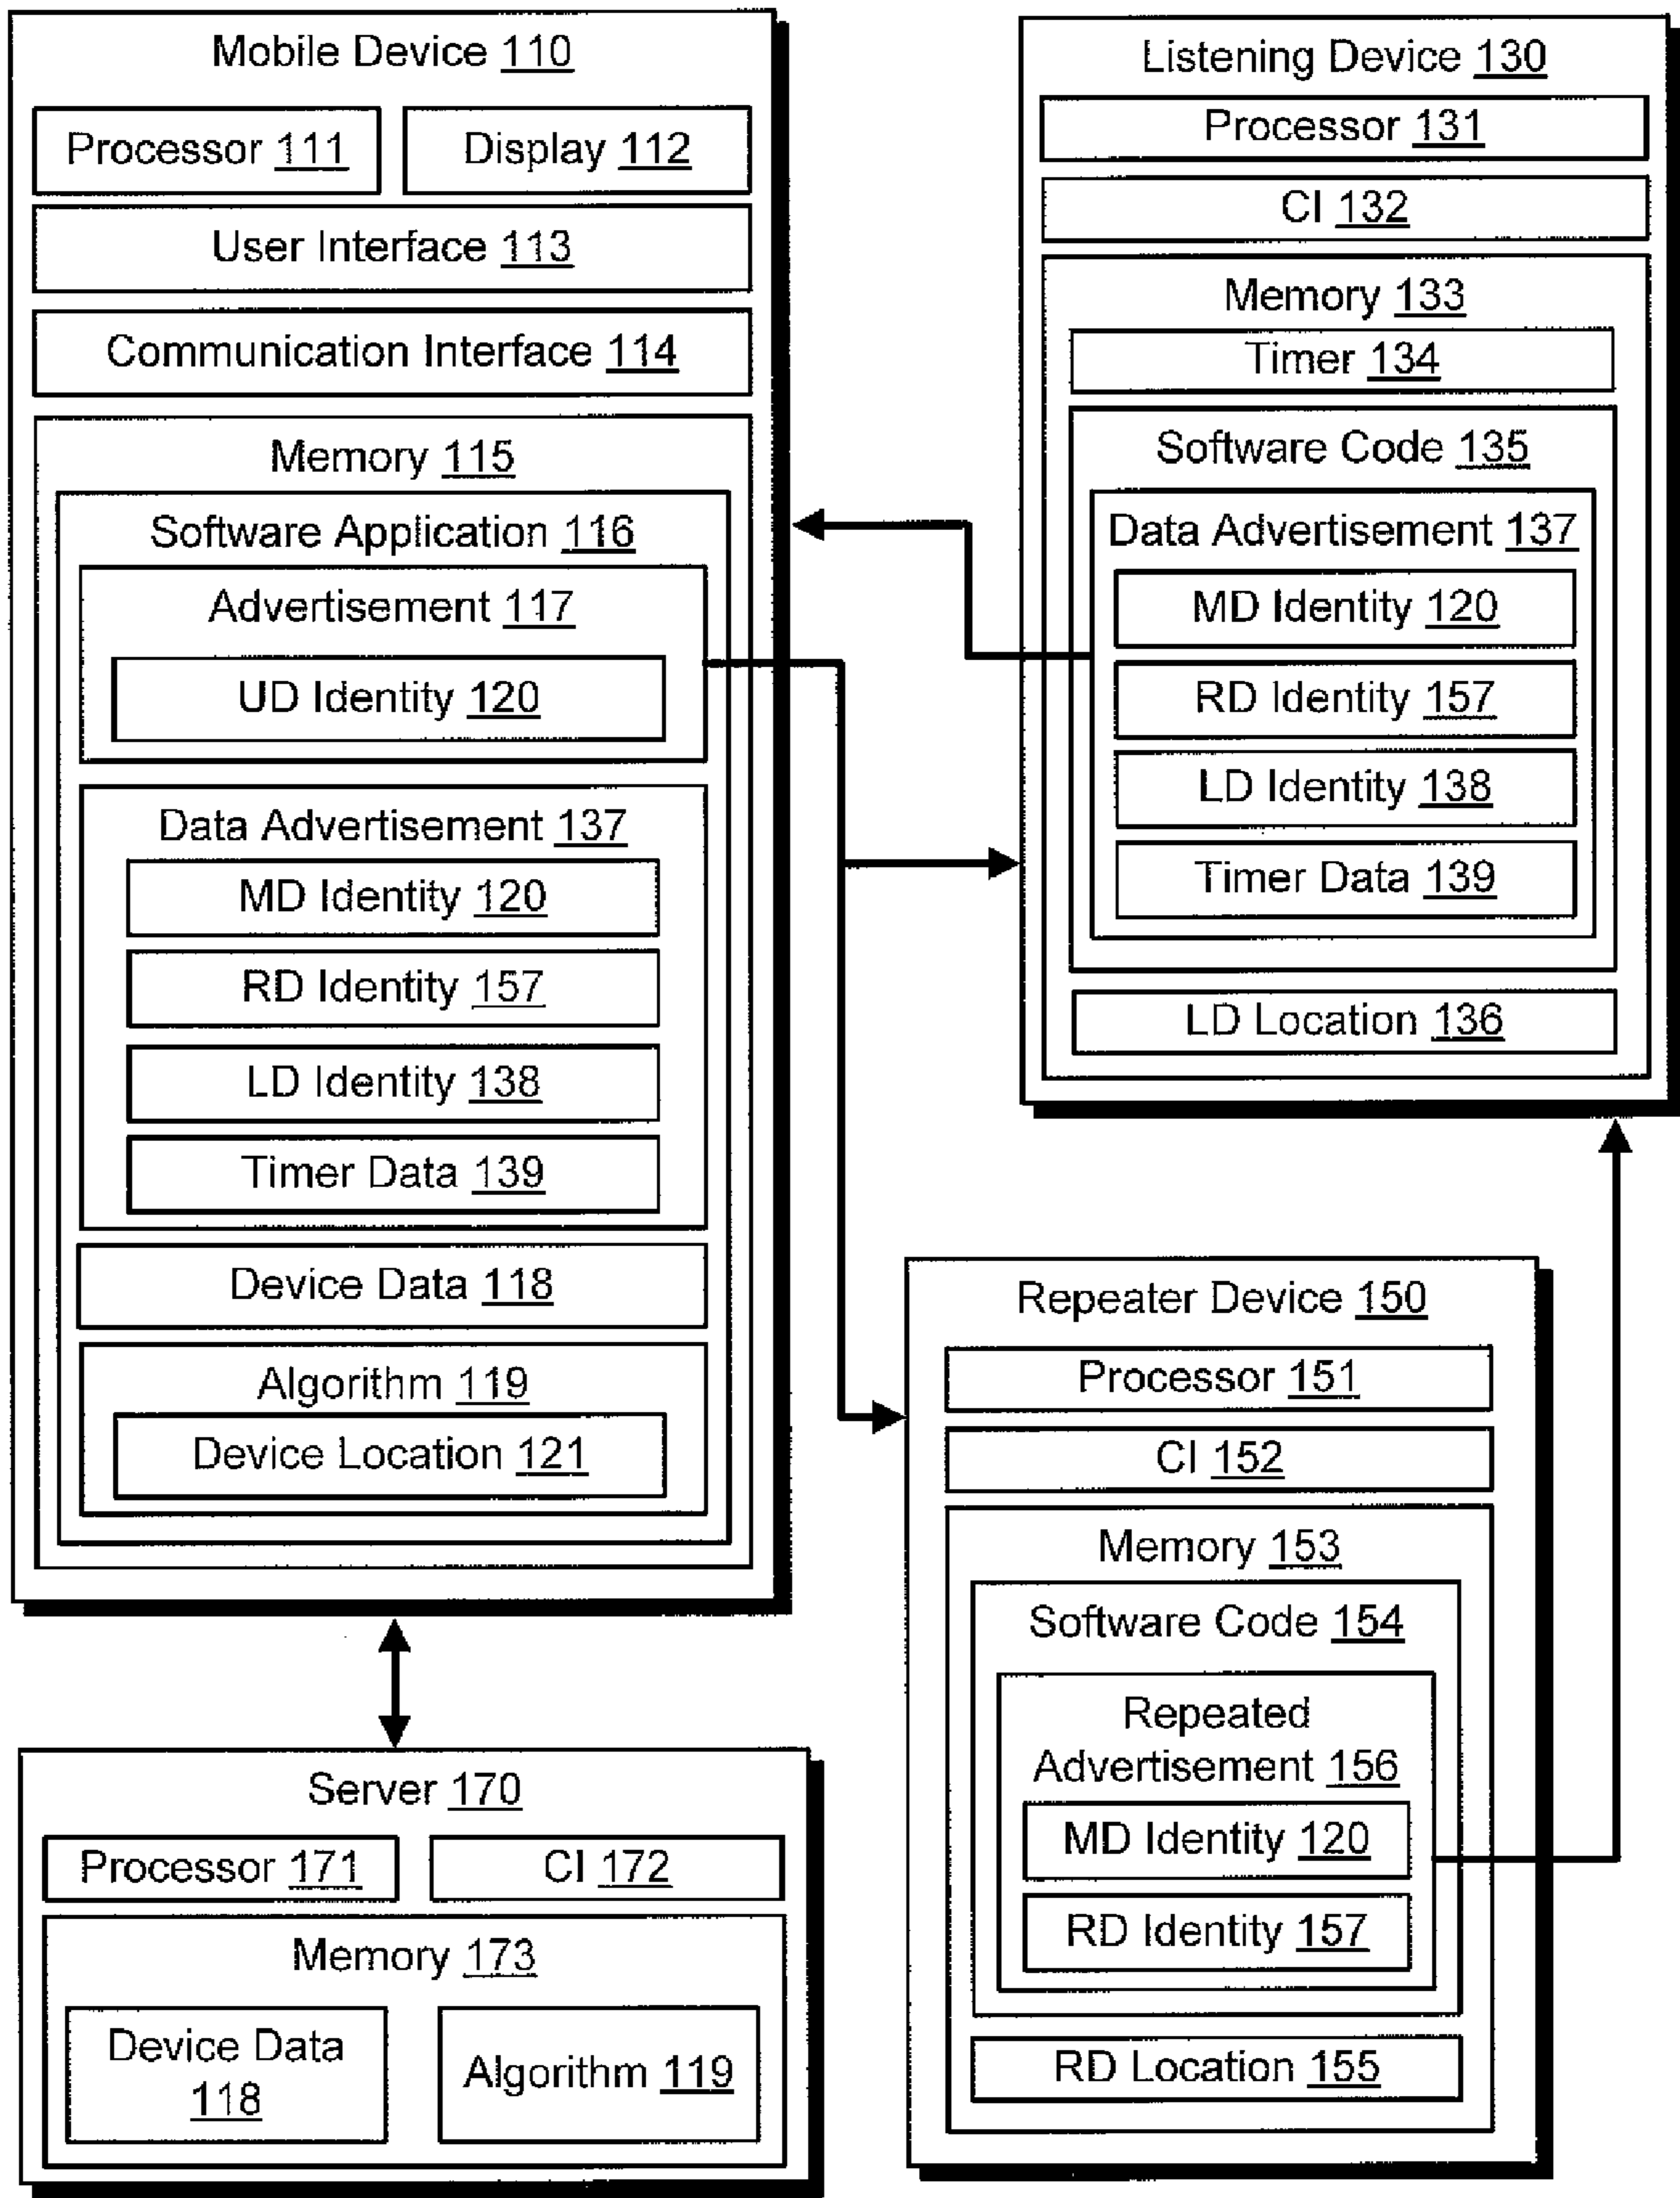 Mobile Device 110
Processor 111
Display 112
User Interface 113
Communication Interface 114
Memory 115
Software Application 116
Advertisement 117
UD Identity 120
Data Advertisement 137
MD Identity 120
RD Identity 157
LD Identity 138
Timer Data 139
Device Data 118
Algorithm 119
Device Location 121
Listening Device 130
Processor 131
CI 132
Memory 133
Timer 134
Software Code 135
Data Advertisement 137
MD Identity 120
RD Identity 157
LD Identity 138
Timer Data 139
LD Location 136
Repeater Device 150
Processor 151
CI 152
Memory 153
Software Code 154
Repeated
Advertisement 156
MD Identity 120
RD Identity 157
RD Location 155
Server 170
Processor 171
CI 172
Memory 173
Device Data
118
Algorithm 119